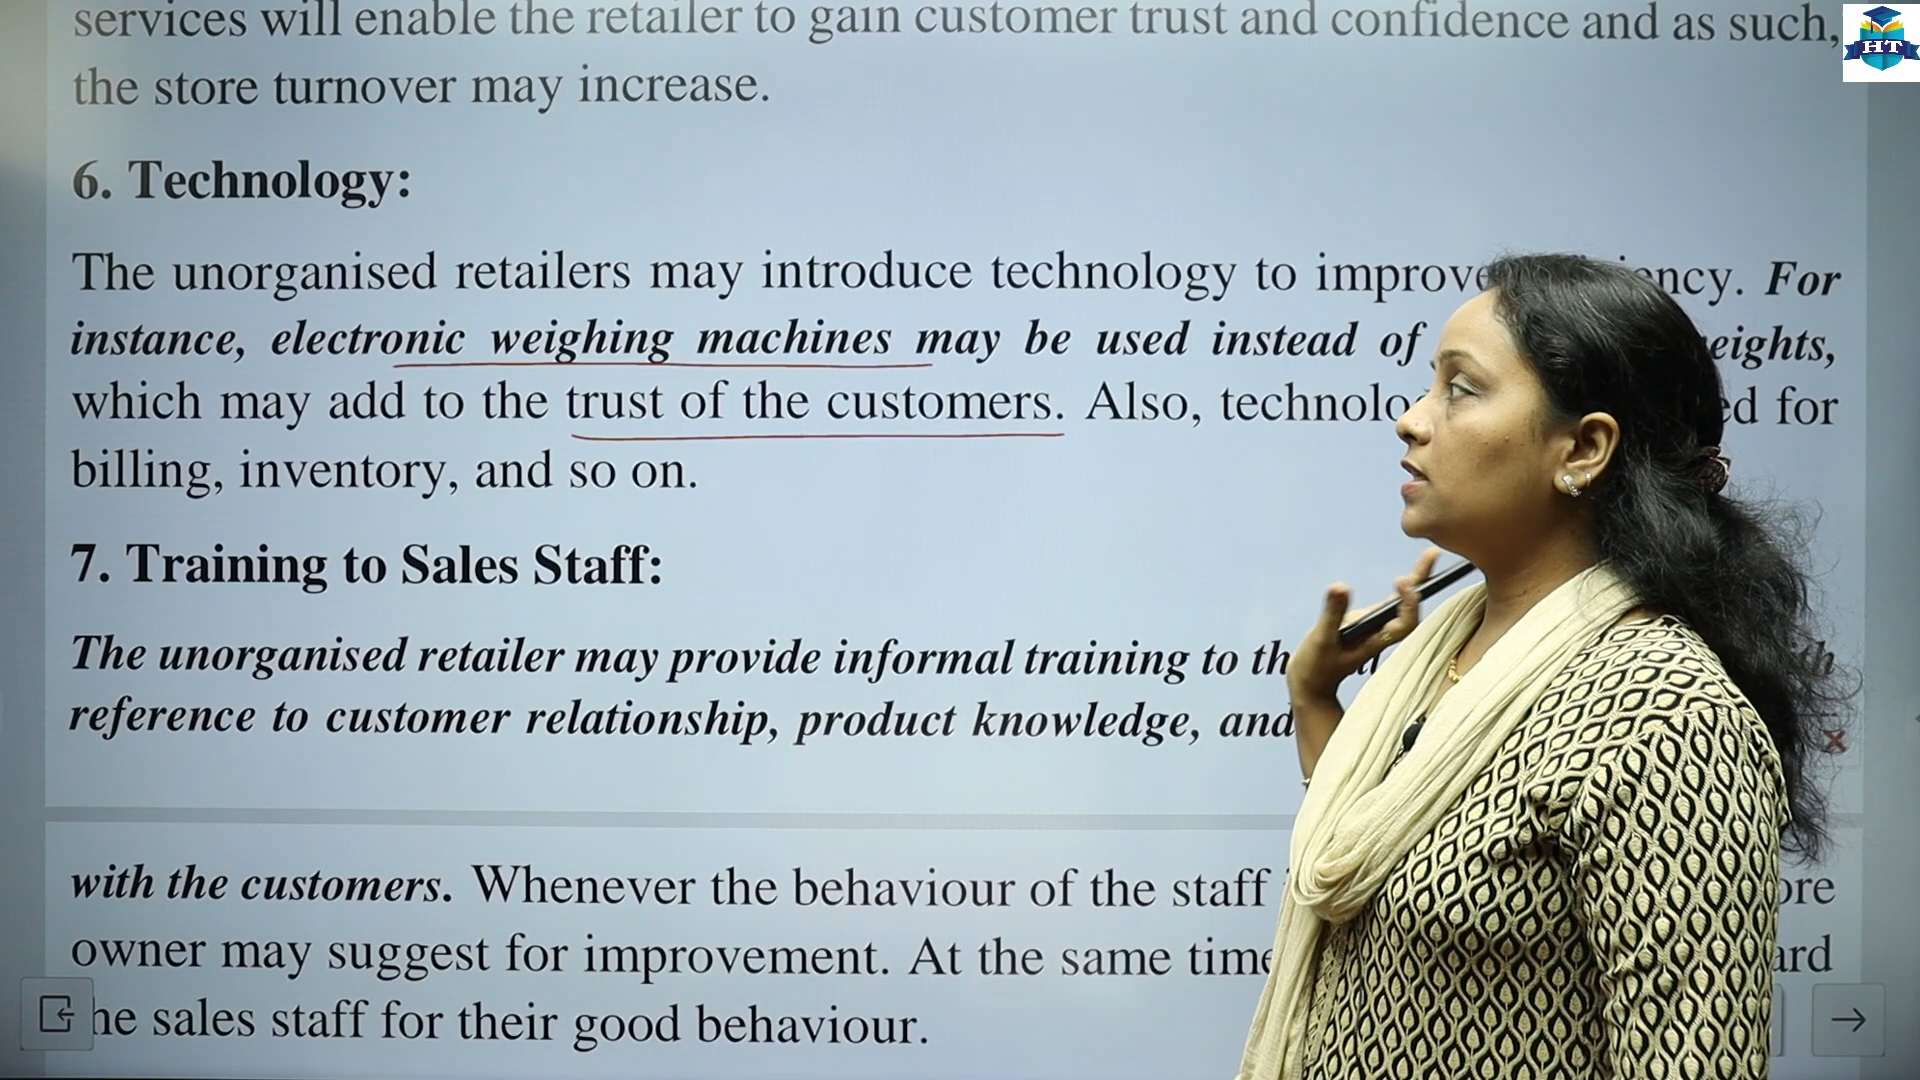 services will enable the retailer to gain customer trust and confidence and as such,
HT
the store turnover may increase.
6. Technology:
The unorganised retailers may introduce technology to improve ncy. For
instance, electronic weighing machines may be used instead of eights,
which may add to the trust of the customers. Also, technolo ed for
billing, inventory, and so on.
7. Training to Sales Staff:
The unorganised retailer may provide informal training to th
reference to customer relationship, product knowledge, and
with the customers. Whenever the behaviour of the staff ore
owner may suggest for improvement. At the same time ard
he sales staff for their good behaviour.